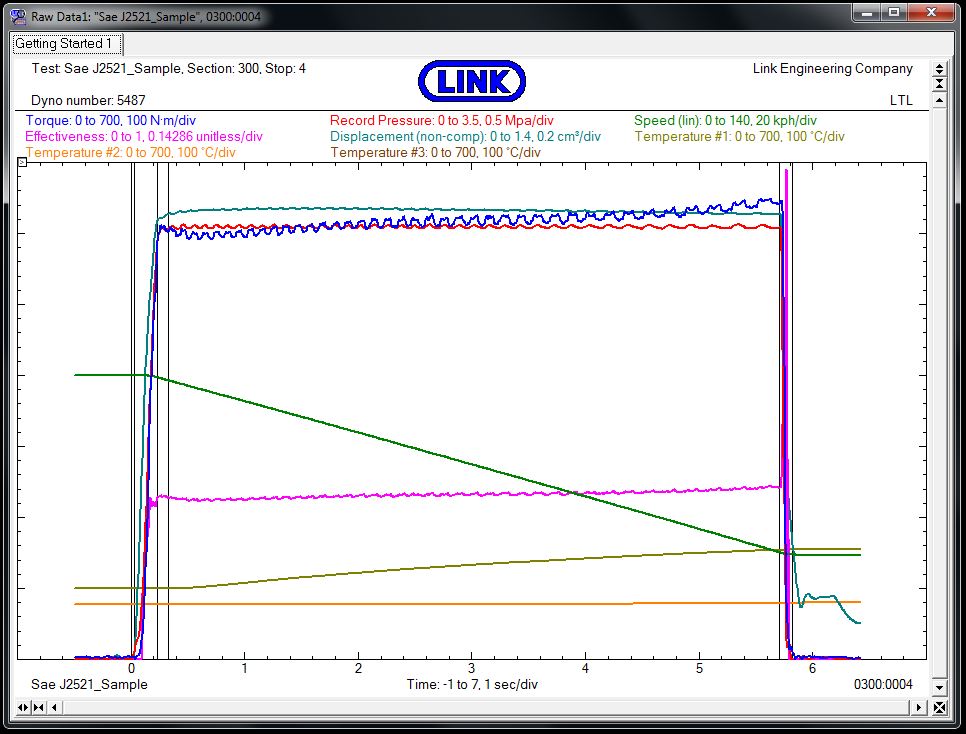 Raw Data1: "Sae J2521_Sample", 0300:0004
Getting Started 1
Test: Sae J2521_Sample, Section: 300, Stop: 4
LINK
Link Engineering Company
Dyno number: 5487
LTL
Torque: 0 to 700, 100 N·m/div
Record Pressure: 0 to 3.5, 0.5 Mpa/div
Speed (lin): 0 to 140, 20 kph/div
Effectiveness: 0 to 1, 0.14286 unitless/div
Displacement (non-comp): 0 to 1.4, 0.2 cm³/div
Temperature #1: 0 to 700, 100 °C/div
Temperature #2: 0 to 700, 100 °C/div
Temperature #3: 0 to 700, 100 °C/div
0 1 2 3 4 5 6
Sae J2521_Sample
Time: -1 to 7, 1 sec/div
0300:0004